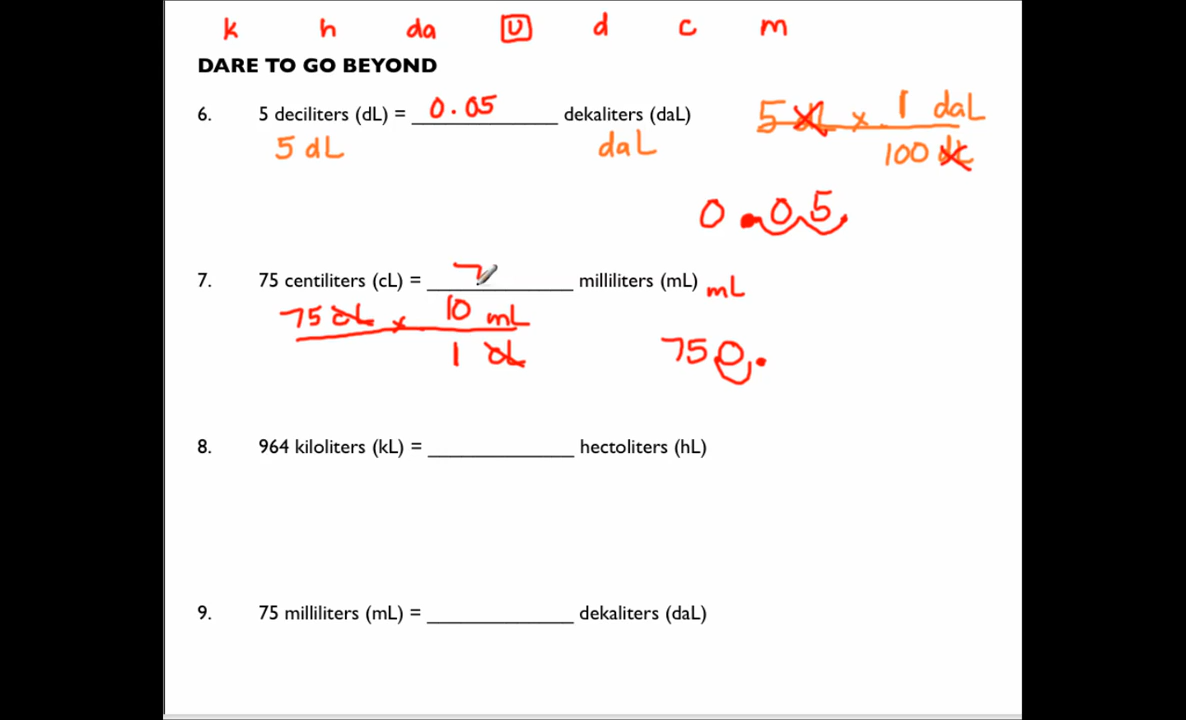 k h da U d c m
DARE TO GO BEYOND
6. 5 deciliters (dL) = 0.05 dekaliters (daL)
5 dL daL
5 dL x 1 daL
100 dL
0.05.
7. 75 centiliters (cL) = 7 milliliters (mL) mL
75 cL x 10 mL
1 cL
750.
8. 964 kiloliters (kL) = ____________ hectoliters (hL)
9. 75 milliliters (mL) = ____________ dekaliters (daL)